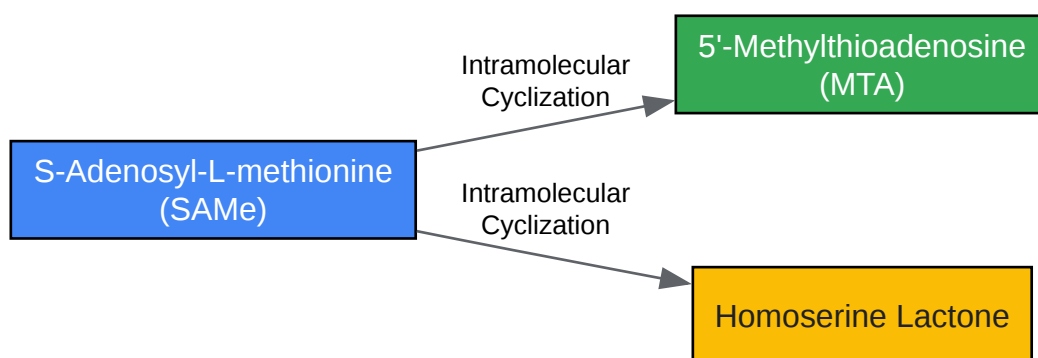 5'-Methylthioadenosine
(MTA)
Intramolecular
Cyclization
S-Adenosyl-L-methionine
(SAMe)
Intramolecular
Cyclization
Homoserine Lactone